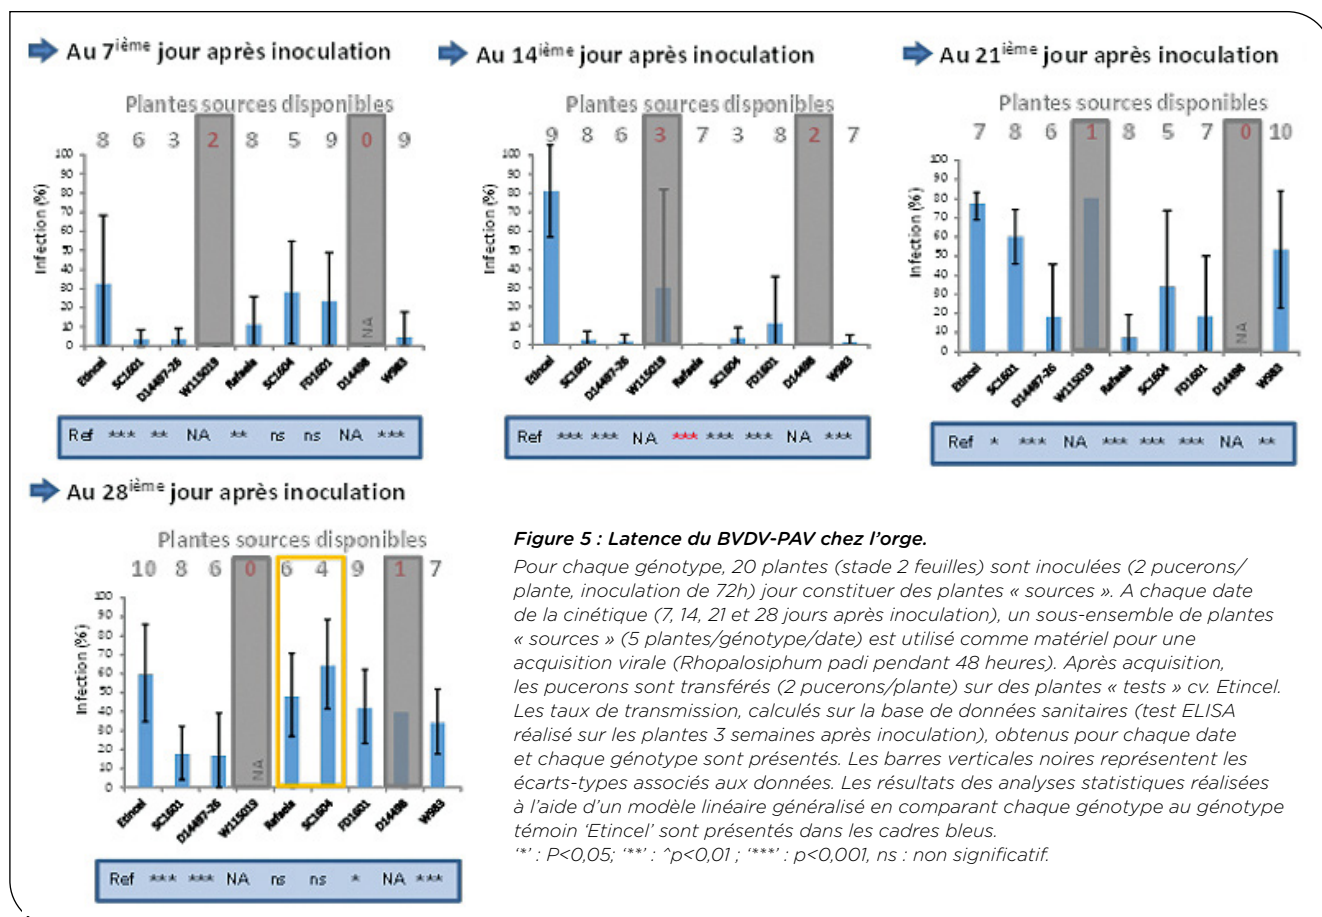 Au 7ième jour après inoculation
Plantes sources disponibles
8 6 3 2 8 5 9 0 9
Infection (%)
100
90
80
70
60
50
40
30
20
10
0
NA
Etincel SC1601 D14497-26 W115019 Rafaela SC1604 FD1601 D14498 W983
Ref *** ** NA ** ns ns NA ***
Au 14ième jour après inoculation
Plantes sources disponibles
9 8 6 3 7 3 8 2 7
Infection (%)
100
90
80
70
60
50
40
30
20
10
0
Etincel SC1601 D14497-26 W115019 Rafaela SC1604 FD1601 D14498 W983
Ref *** *** NA *** *** *** NA ***
Au 21ième jour après inoculation
Plantes sources disponibles
7 8 6 1 8 5 7 0 10
Infection (%)
100
90
80
70
60
50
40
30
20
10
0
NA
Etincel SC1601 D14497-26 W115019 Rafaela SC1604 FD1601 D14498 W983
Ref * *** NA *** *** *** NA **
Au 28ième jour après inoculation
Plantes sources disponibles
10 8 6 0 6 4 9 1 7
Infection (%)
100
90
80
70
60
50
40
30
20
10
0
NA
Etincel SC1601 D14497-26 W115019 Rafaela SC1604 FD1601 D14498 W983
Ref *** *** NA ns ns * NA ***
Figure 5 : Latence du BVDV-PAV chez l'orge.
Pour chaque génotype, 20 plantes (stade 2 feuilles) sont inoculées (2 pucerons/
plante, inoculation de 72h) jour constituer des plantes « sources ». A chaque date
de la cinétique (7, 14, 21 et 28 jours après inoculation), un sous-ensemble de plantes
« sources » (5 plantes/génotype/date) est utilisé comme matériel pour une
acquisition virale (Rhopalosiphum padi pendant 48 heures). Après acquisition,
les pucerons sont transférés (2 pucerons/plante) sur des plantes « tests » cv. Etincel.
Les taux de transmission, calculés sur la base de données sanitaires (test ELISA
réalisé sur les plantes 3 semaines après inoculation), obtenus pour chaque date
et chaque génotype sont présentés. Les barres verticales noires représentent les
écarts-types associés aux données. Les résultats des analyses statistiques réalisées
à l'aide d'un modèle linéaire généralisé en comparant chaque génotype au génotype
témoin 'Etincel' sont présentés dans les cadres bleus.
'*' : P<0,05; '**' : ^p<0,01 ; '***' : p<0,001, ns : non significatif.